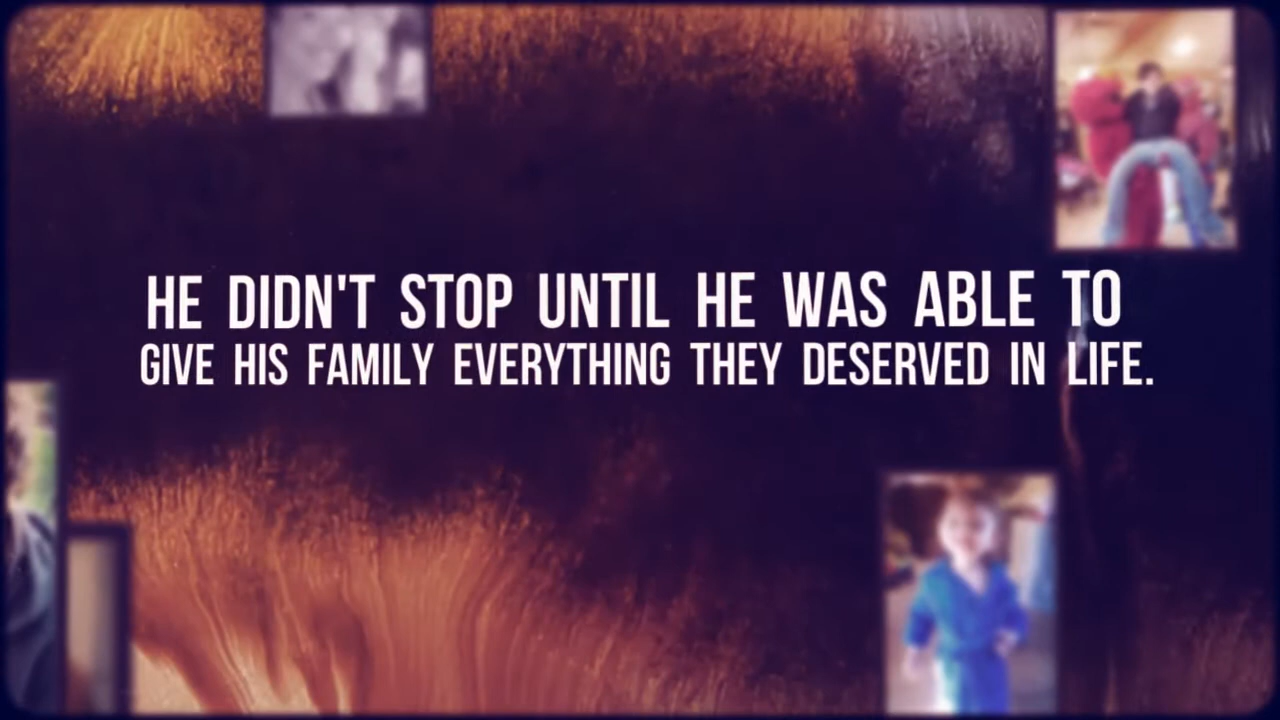 HE DIDN'T STOP UNTIL HE WAS ABLE TO
GIVE HIS FAMILY EVERYTHING THEY DESERVED IN LIFE.